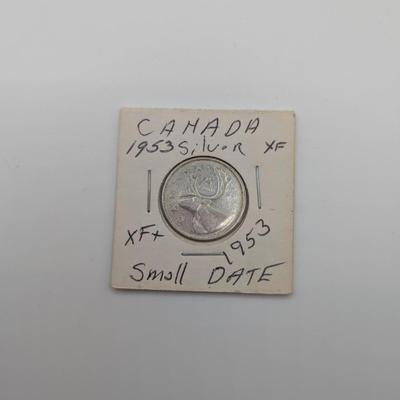 CANADA
1953 Silver XF
XF+
1953
Small DATE